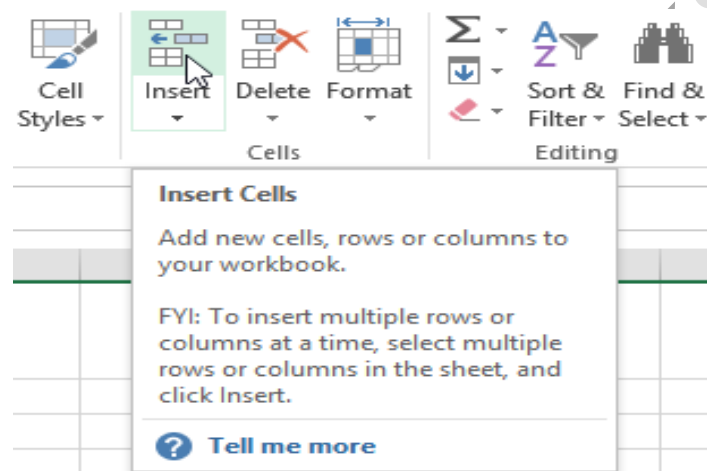 Cell
Styles
Insert
Delete
Format
Σ
A
Z
Sort &
Filter
Find &
Select
Cells
Editing
Insert Cells
Add new cells, rows or columns to
your workbook.
FYI: To insert multiple rows or
columns at a time, select multiple
rows or columns in the sheet, and
click Insert.
? Tell me more